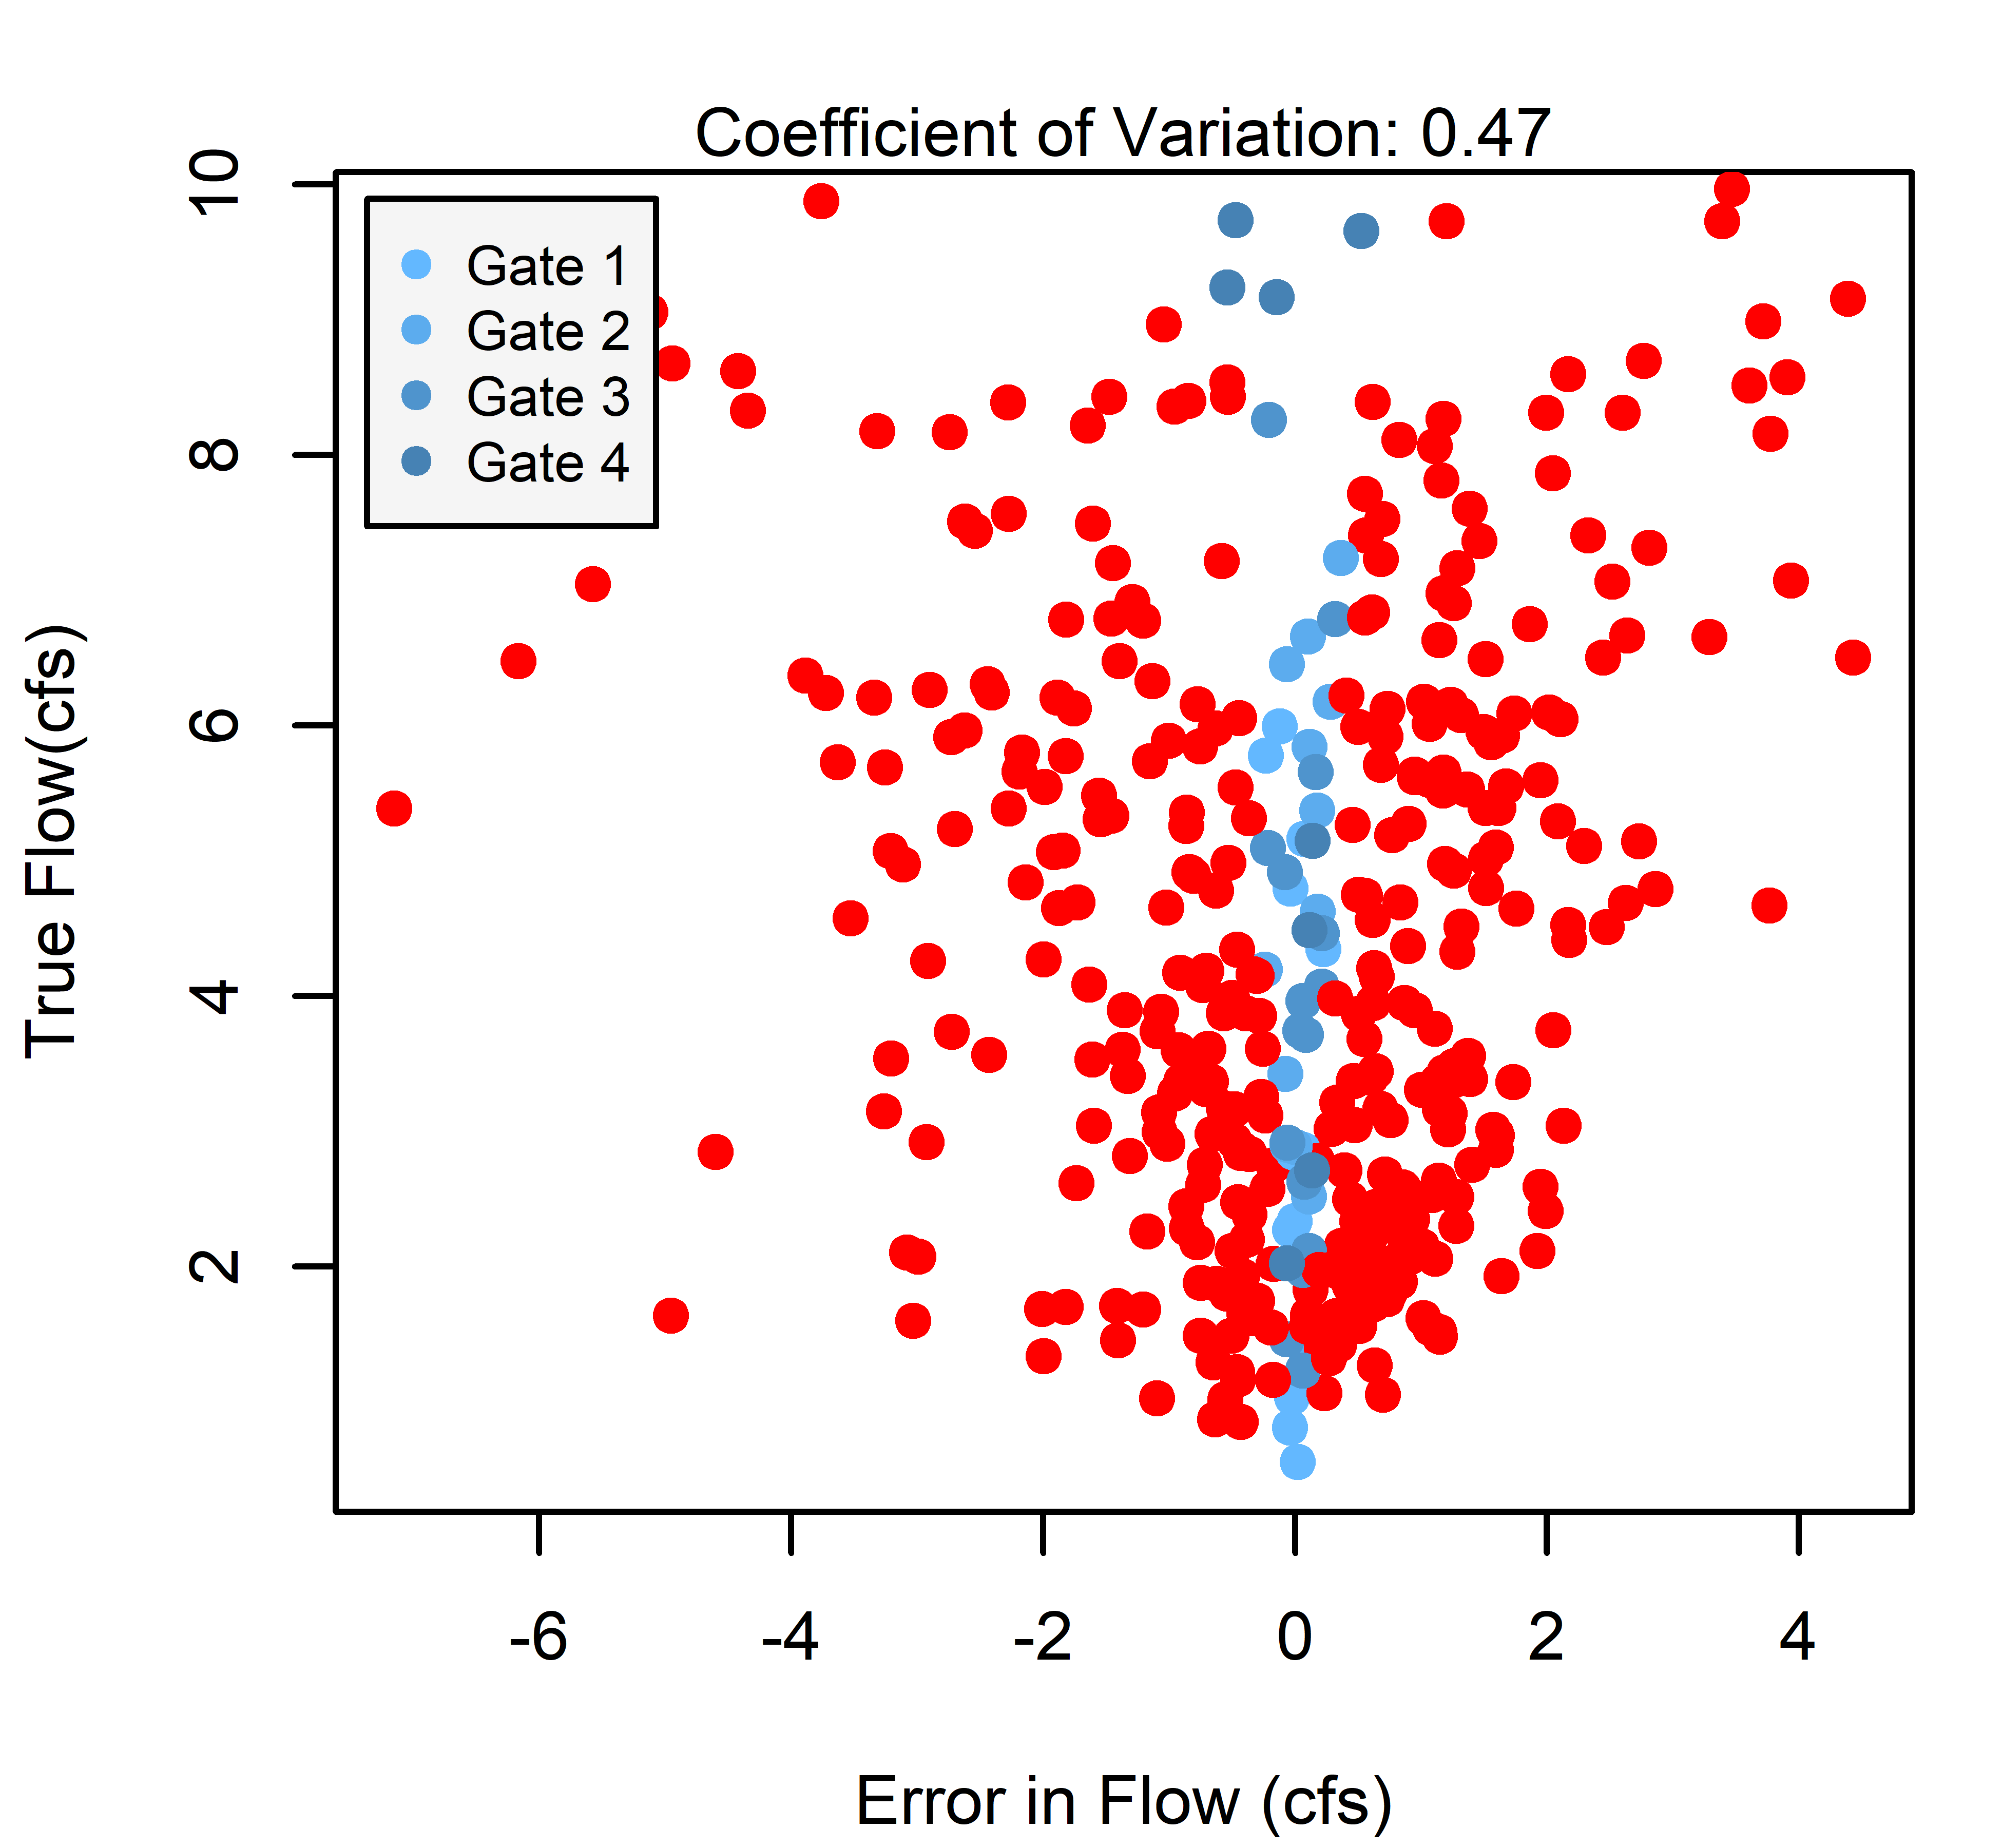 Coefficient of Variation: 0.47
10
8
6
4
2
Gate 1
Gate 2
Gate 3
Gate 4
True Flow(cfs)
-6 -4 -2 0 2 4
Error in Flow (cfs)